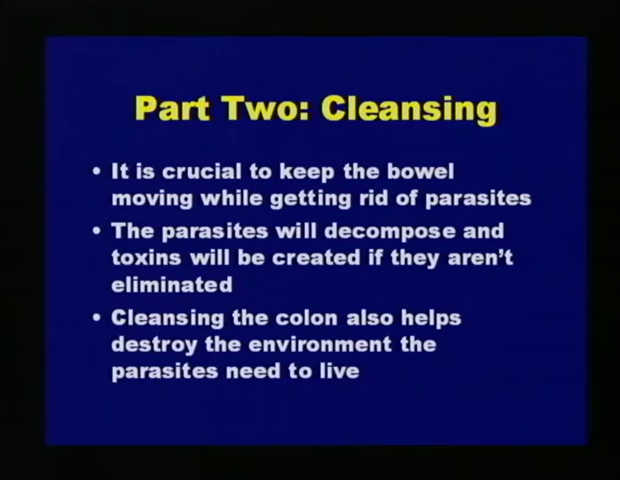 Part Two: Cleansing
• It is crucial to keep the bowel
moving while getting rid of parasites
• The parasites will decompose and
toxins will be created if they aren't
eliminated
• Cleansing the colon also helps
destroy the environment the
parasites need to live